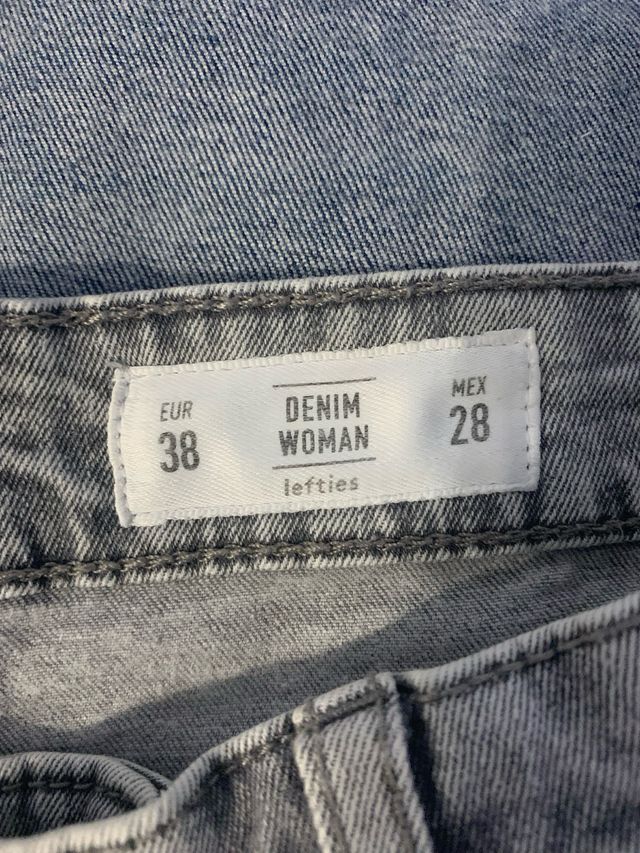 EUR
38
DENIM
WOMAN
lefties
MEX
28